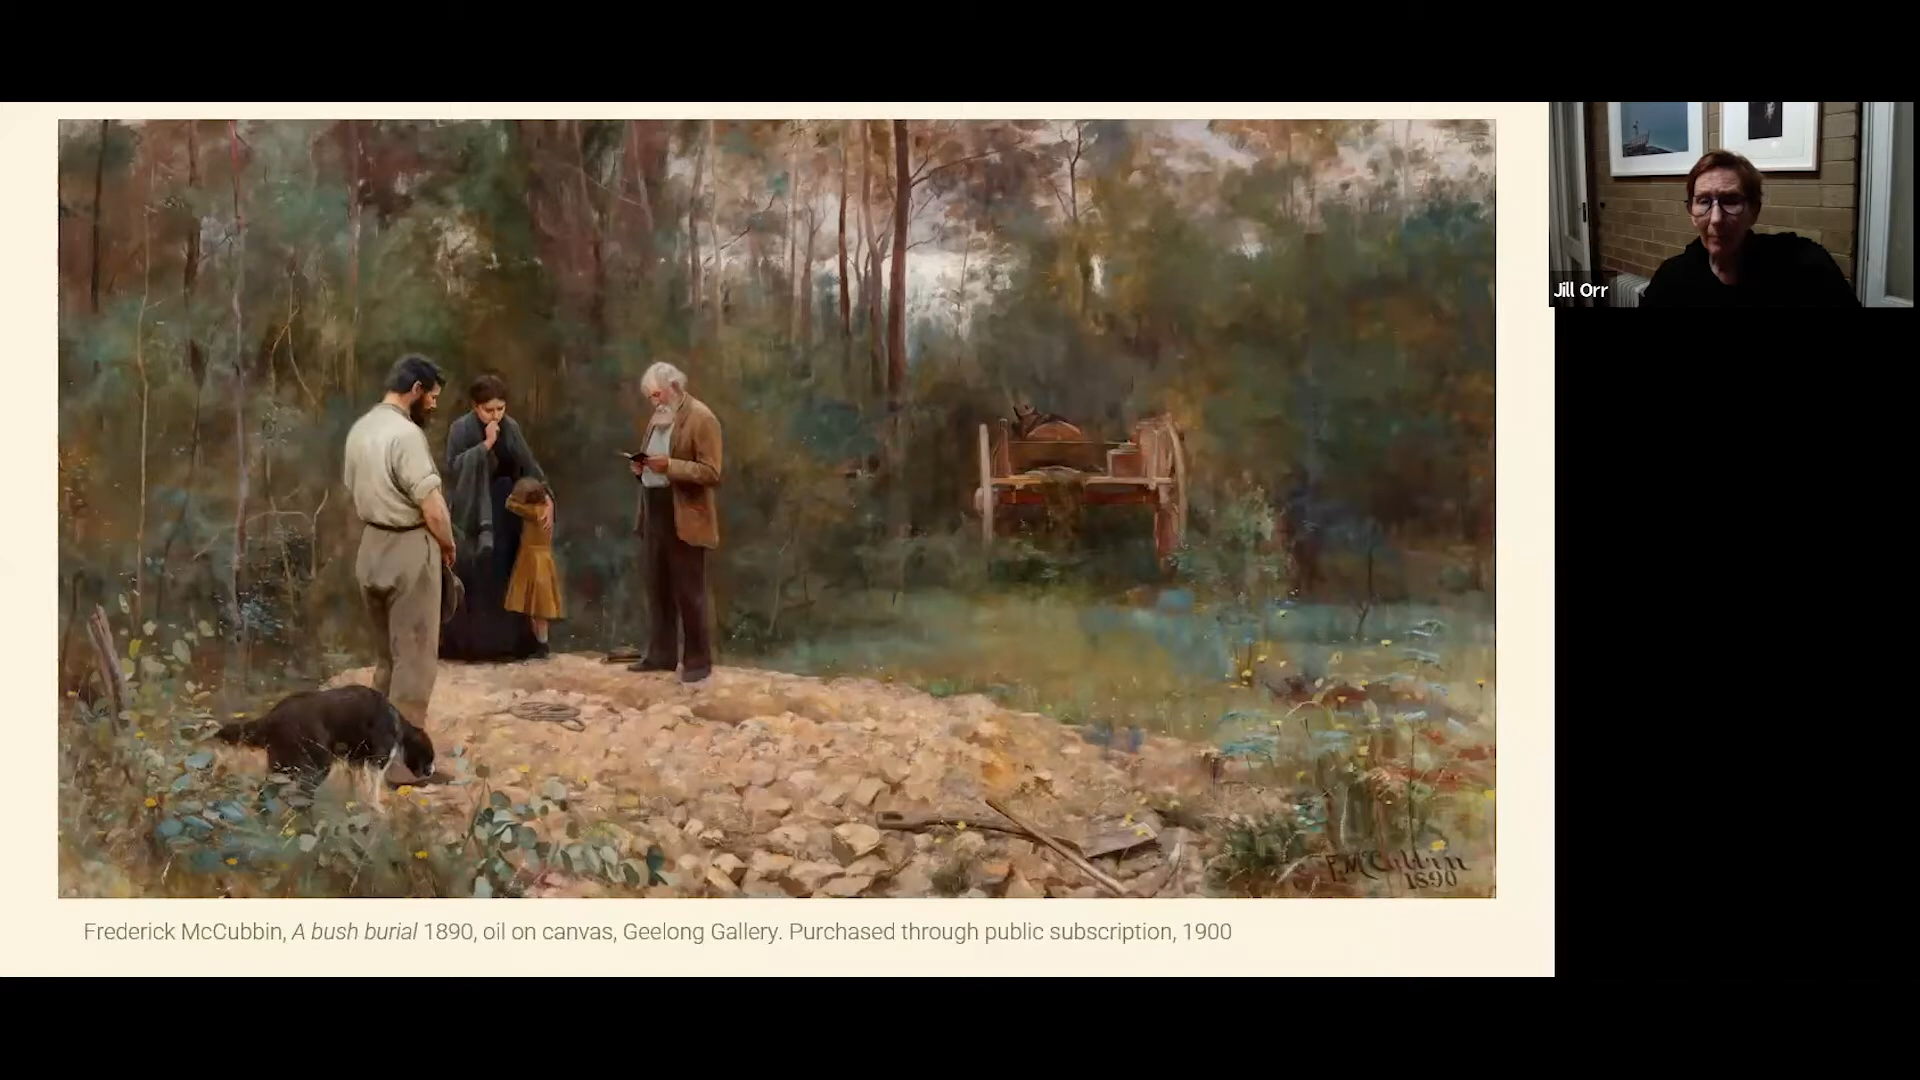 Jill Orr
F. McCubbin
1890
Frederick McCubbin, A bush burial 1890, oil on canvas, Geelong Gallery. Purchased through public subscription, 1900